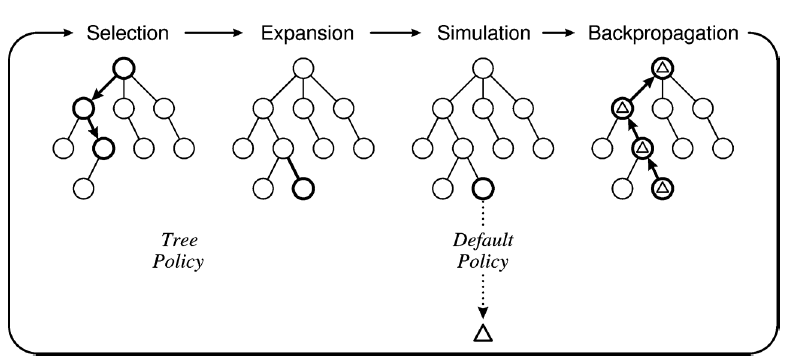 Selection
Expansion
Simulation
Backpropagation
Tree
Policy
Default
Policy